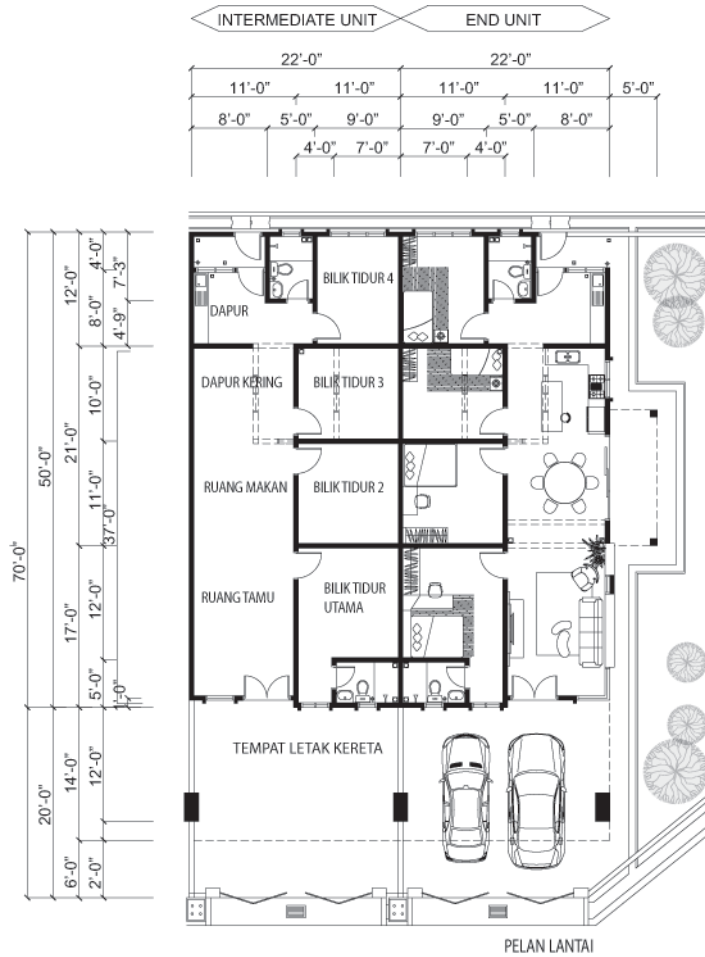 INTERMEDIATE UNIT
END UNIT
22'-0"
22'-0"
11'-0"
11'-0"
11'-0"
11'-0"
5'-0"
8'-0"
5'-0"
9'-0"
9'-0"
5'-0"
8'-0"
4'-0"
7'-0"
7'-0"
4'-0"
70'-0"
50'-0"
20'-0"
12'-0"
21'-0"
17'-0"
14'-0"
6'-0"
4'-0"
8'-0"
10'-0"
11'-0"
12'-0"
5'-0"
12'-0"
2'-0"
7'-3"
4'-9"
37'-0"
1'-0"
BILIK TIDUR 4
DAPUR
DAPUR KERING
BILIK TIDUR 3
RUANG MAKAN
BILIK TIDUR 2
RUANG TAMU
BILIK TIDUR
UTAMA
TEMPAT LETAK KERETA
PELAN LANTAI